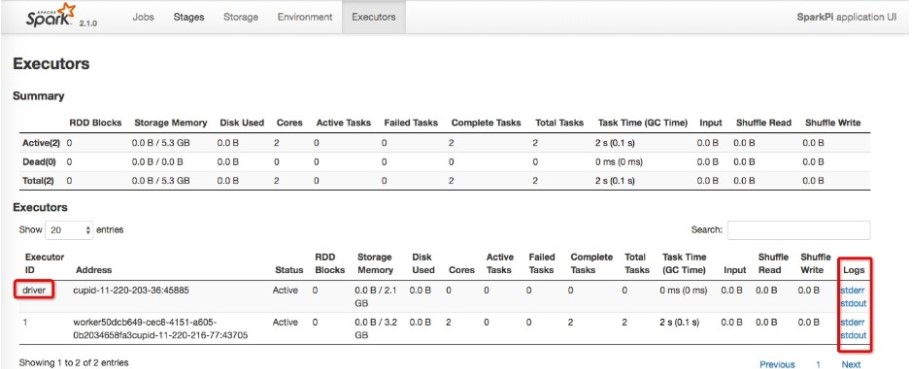 APACHE Spark 2.1.0 Jobs Stages Storage Environment Executors SparkPi application UI
Executors
Summary
RDD Blocks Storage Memory Disk Used Cores Active Tasks Failed Tasks Complete Tasks Total Tasks Task Time (GC Time) Input Shuffle Read Shuffle Write
Active(2) 0 0.0 B / 5.3 GB 0.0 B 2 0 0 2 2 2 s (0.1 s) 0.0 B 0.0 B 0.0 B
Dead(0) 0 0.0 B / 0.0 B 0.0 B 0 0 0 0 0 0 ms (0 ms) 0.0 B 0.0 B 0.0 B
Total(2) 0 0.0 B / 5.3 GB 0.0 B 2 0 0 2 2 2 s (0.1 s) 0.0 B 0.0 B 0.0 B
Executors
Show 20 entries Search:
Executor RDD Storage Disk Active Failed Complete Total Task Time Shuffle Shuffle
ID Address Status Blocks Memory Used Cores Tasks Tasks Tasks Tasks (GC Time) Input Read Write Logs
driver cupid-11-220-203-36:45885 Active 0 0.0 B / 2.1 0.0 B 0 0 0 0 0 0 ms (0 ms) 0.0 B 0.0 B 0.0 B stderr
GB stdout
1 worker50dcb649-cec8-4151-a605- Active 0 0.0 B / 3.2 0.0 B 2 0 0 2 2 2 s (0.1 s) 0.0 B 0.0 B 0.0 B stderr
0b2034658fa3cupid-11-220-216-77:43705 GB stdout
Showing 1 to 2 of 2 entries Previous 1 Next